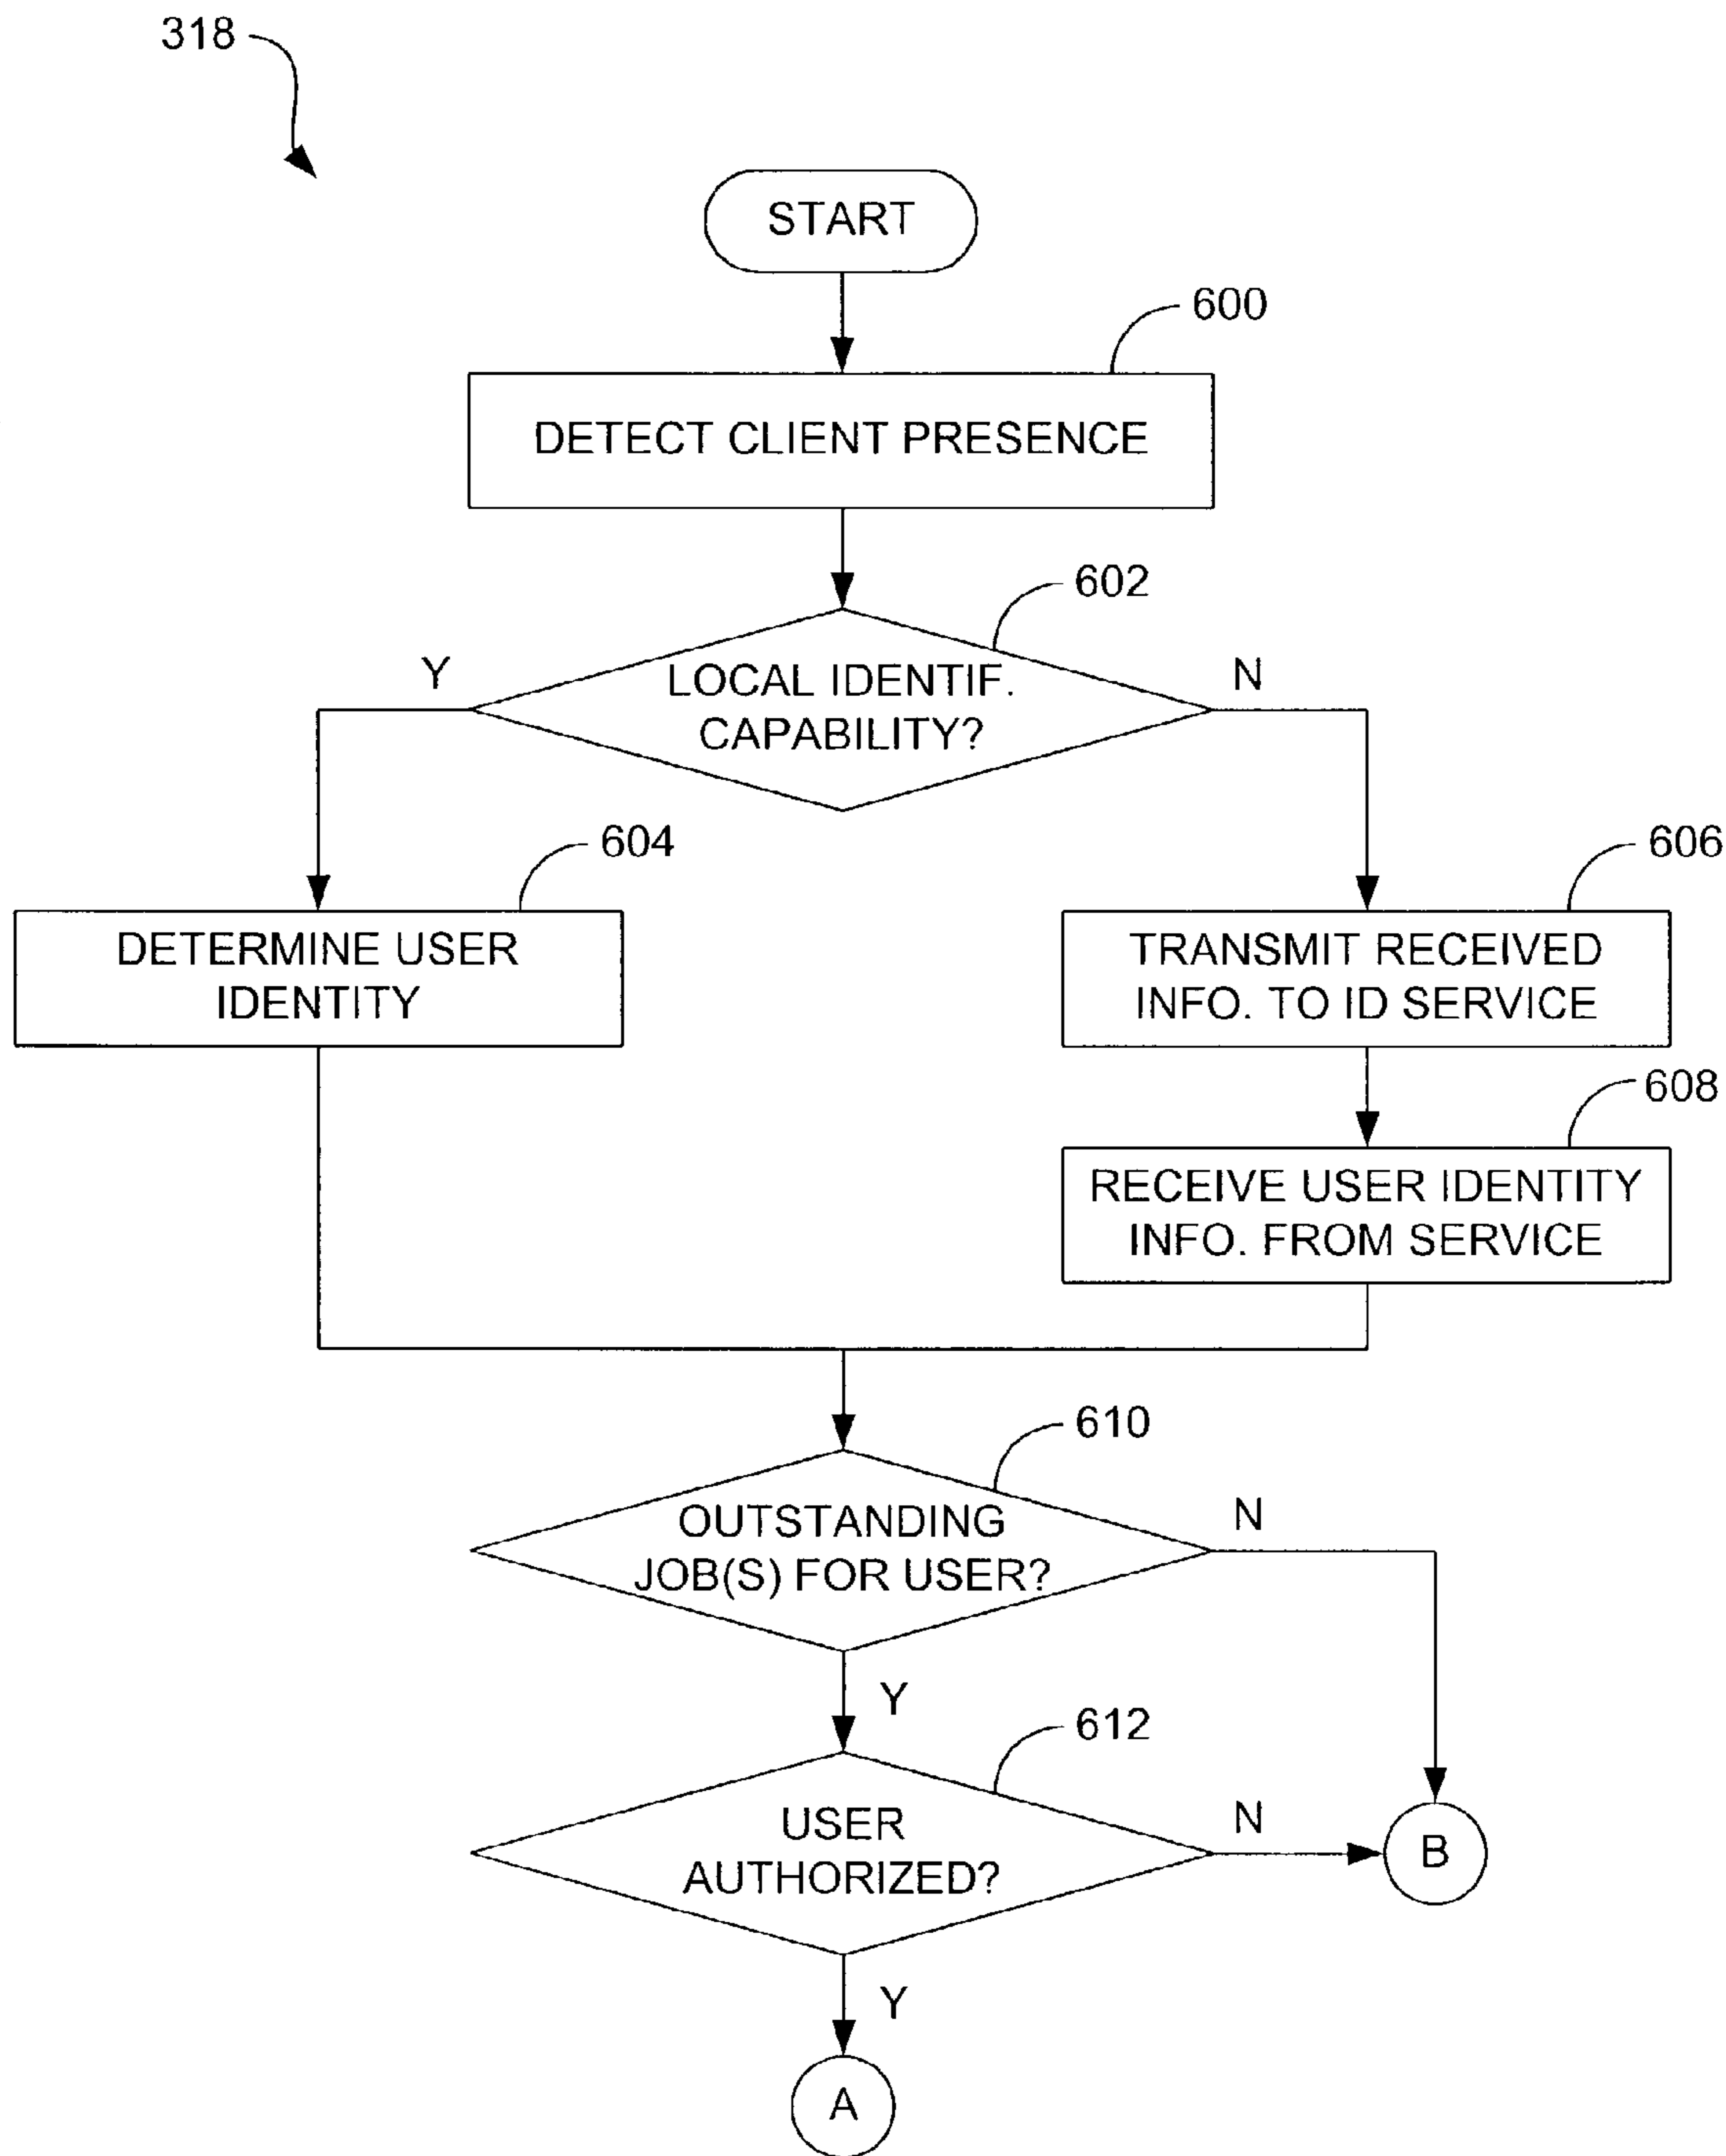 318
START
600
DETECT CLIENT PRESENCE
602
Y
LOCAL IDENTIF.
CAPABILITY?
N
604
606
DETERMINE USER
IDENTITY
TRANSMIT RECEIVED
INFO. TO ID SERVICE
608
RECEIVE USER IDENTITY
INFO. FROM SERVICE
610
OUTSTANDING
JOB(S) FOR USER?
N
Y
612
USER
AUTHORIZED?
N
B
Y
A